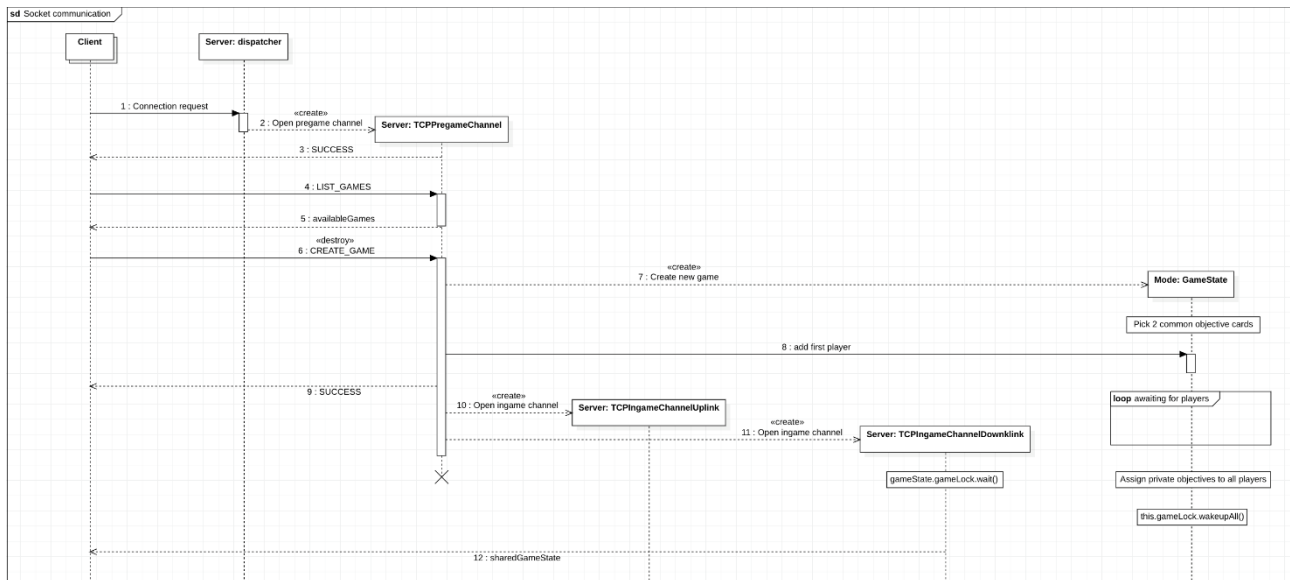 sd Socket communication
Client
Server: dispatcher
1 : Connection request
«create»
2 : Open pregame channel
Server: TCPPregameChannel
3 : SUCCESS
4 : LIST_GAMES
5 : availableGames
«destroy»
6 : CREATE_GAME
«create»
7 : Create new game
Mode: GameState
Pick 2 common objective cards
8 : add first player
9 : SUCCESS
«create»
10 : Open ingame channel
Server: TCPIngameChannelUplink
loop awaiting for players
«create»
11 : Open ingame channel
Server: TCPIngameChannelDownklink
gameState.gameLock.wait()
Assign private objectives to all players
this.gameLock.wakeupAll()
12 : sharedGameState